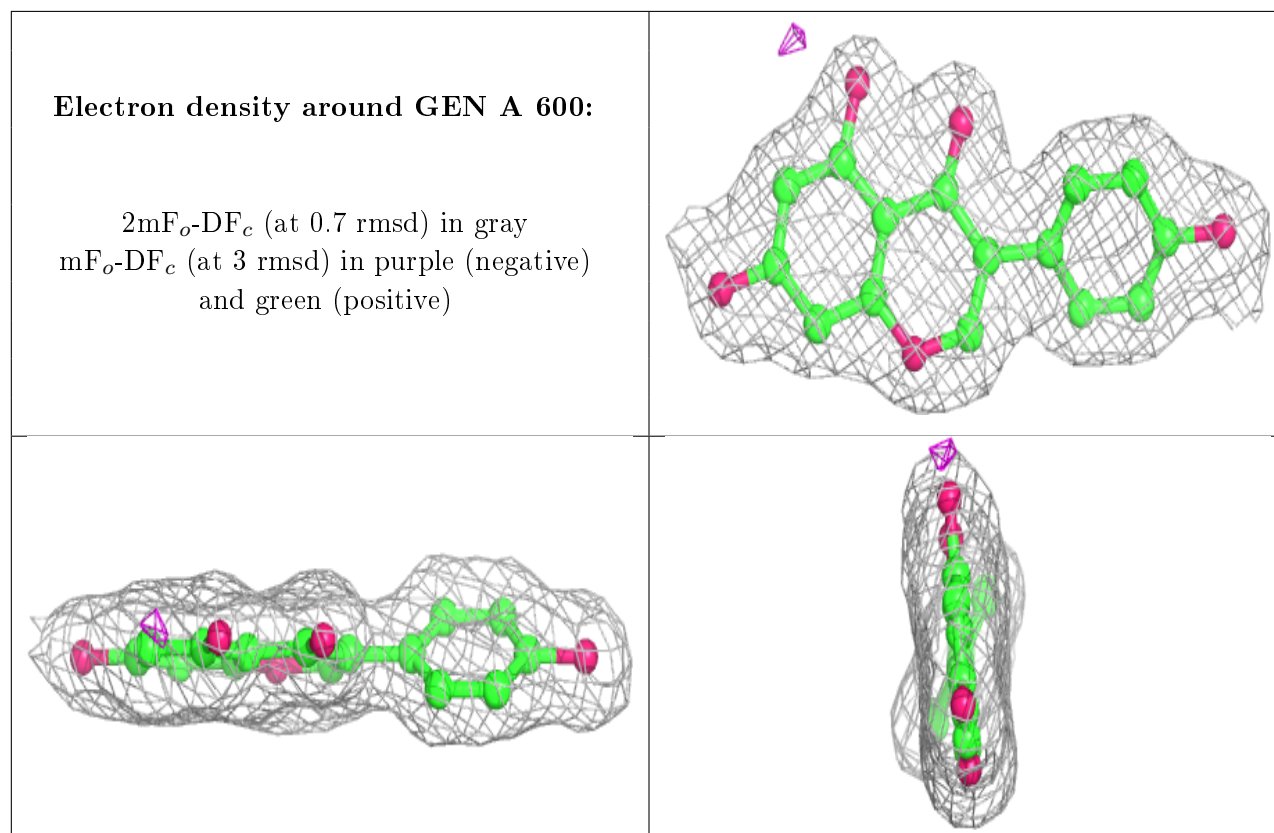 Electron density around GEN A 600:
2mFₒ-DF𝒸 (at 0.7 rmsd) in gray
mFₒ-DF𝒸 (at 3 rmsd) in purple (negative)
and green (positive)